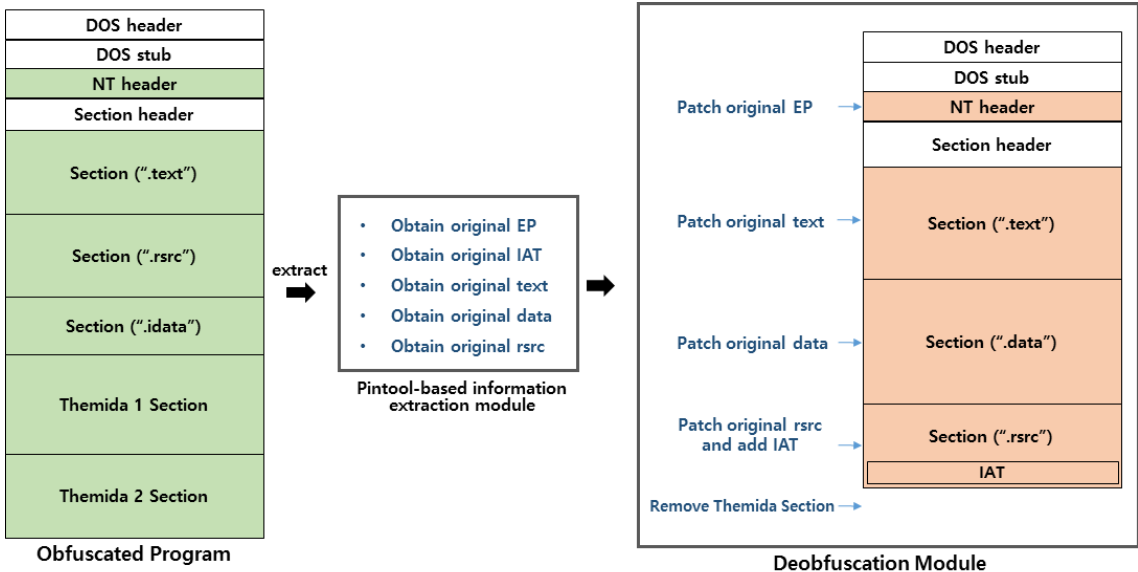 DOS header
DOS stub
NT header
Section header
Section (“.text”)
Section (“.rsrc”)
Section (“.idata”)
Themida 1 Section
Themida 2 Section
Obfuscated Program
extract
• Obtain original EP
• Obtain original IAT
• Obtain original text
• Obtain original data
• Obtain original rsrc
Pintool-based information
extraction module
Patch original EP
Patch original text
Patch original data
Patch original rsrc
and add IAT
Remove Themida Section
DOS header
DOS stub
NT header
Section header
Section (“.text”)
Section (“.data”)
Section (“.rsrc”)
IAT
Deobfuscation Module